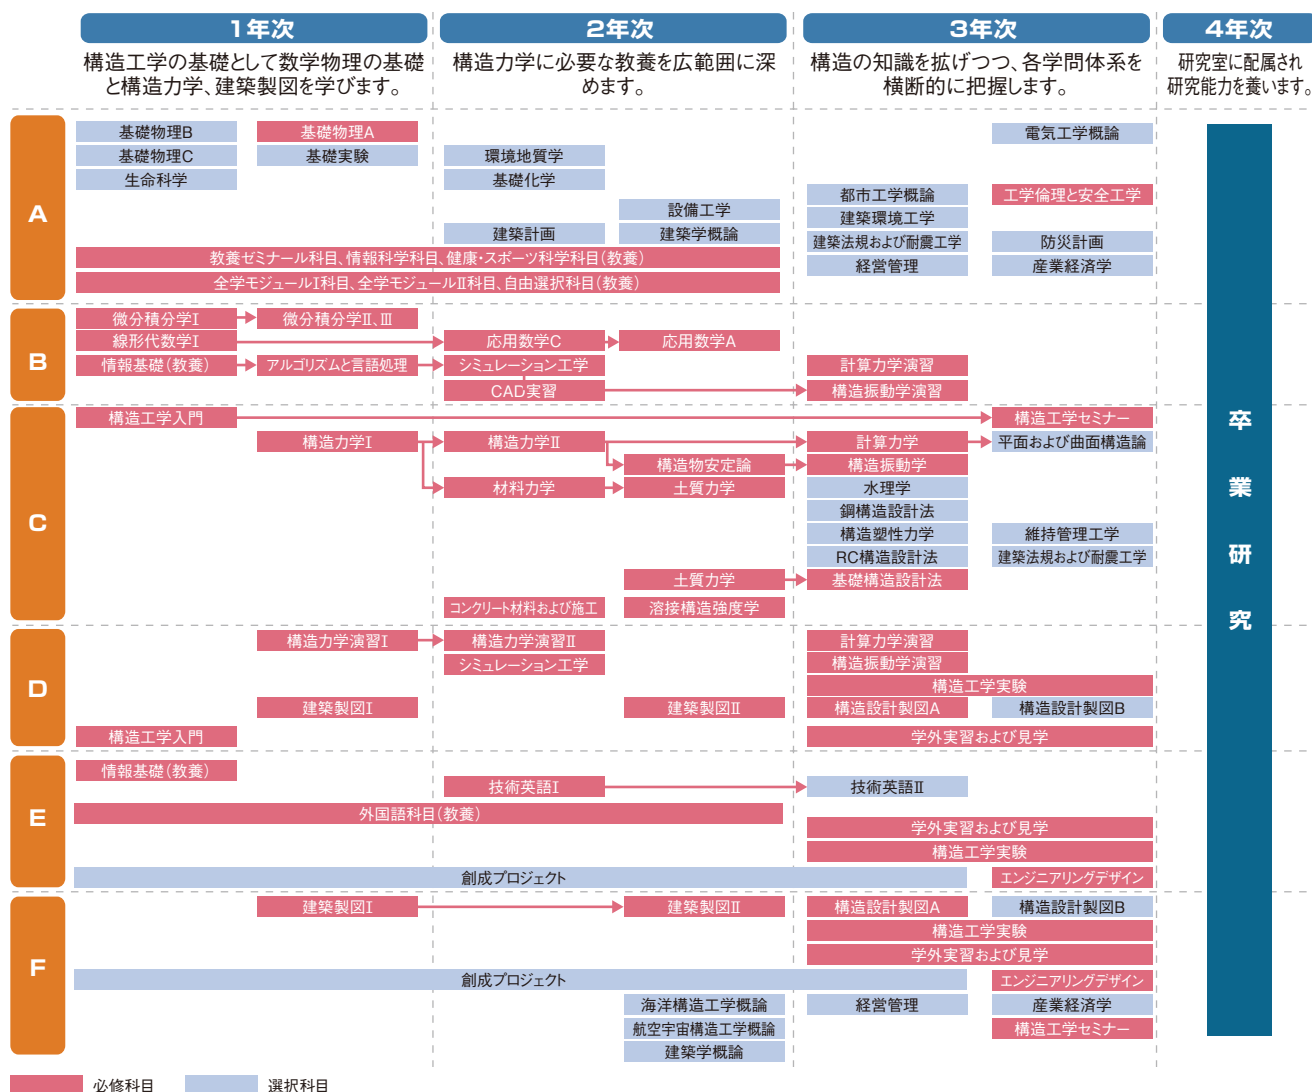 1年次
2年次
3年次
4年次
構造工学の基礎として数学物理の基礎
と構造力学、建築製図を学びます。
構造力学に必要な教養を広範囲に深
めます。
構造の知識を拡げつつ、各学問体系を
横断的に把握します。
研究室に配属され
研究能力を養います。
A
基礎物理B
基礎物理A
電気工学概論
基礎物理C
基礎実験
環境地質学
生命科学
基礎化学
都市工学概論
工学倫理と安全工学
設備工学
建築環境工学
建築計画
建築学概論
建築法規および耐震工学
防災計画
教養ゼミナール科目、情報科学科目、健康・スポーツ科学科目(教養)
経営管理
産業経済学
全学モジュールⅠ科目、全学モジュールⅡ科目、自由選択科目(教養)
B
微分積分学Ⅰ
微分積分学Ⅱ、Ⅲ
線形代数学Ⅰ
応用数学C
応用数学A
情報基礎(教養)
アルゴリズムと言語処理
シミュレーション工学
計算力学演習
CAD実習
構造振動学演習
C
構造工学入門
構造工学セミナー
構造力学Ⅰ
構造力学Ⅱ
計算力学
平面および曲面構造論
構造物安定論
構造振動学
材料力学
土質力学
水理学
鋼構造設計法
構造塑性力学
維持管理工学
RC構造設計法
建築法規および耐震工学
土質力学
基礎構造設計法
コンクリート材料および施工
溶接構造強度学
D
構造力学演習Ⅰ
構造力学演習Ⅱ
計算力学演習
シミュレーション工学
構造振動学演習
構造工学実験
建築製図Ⅰ
建築製図Ⅱ
構造設計製図A
構造設計製図B
構造工学入門
学外実習および見学
E
情報基礎(教養)
技術英語Ⅰ
技術英語Ⅱ
外国語科目(教養)
学外実習および見学
構造工学実験
創成プロジェクト
エンジニアリングデザイン
F
建築製図Ⅰ
建築製図Ⅱ
構造設計製図A
構造設計製図B
構造工学実験
学外実習および見学
創成プロジェクト
エンジニアリングデザイン
海洋構造工学概論
経営管理
産業経済学
航空宇宙構造工学概論
構造工学セミナー
建築学概論
卒業研究
必修科目
選択科目